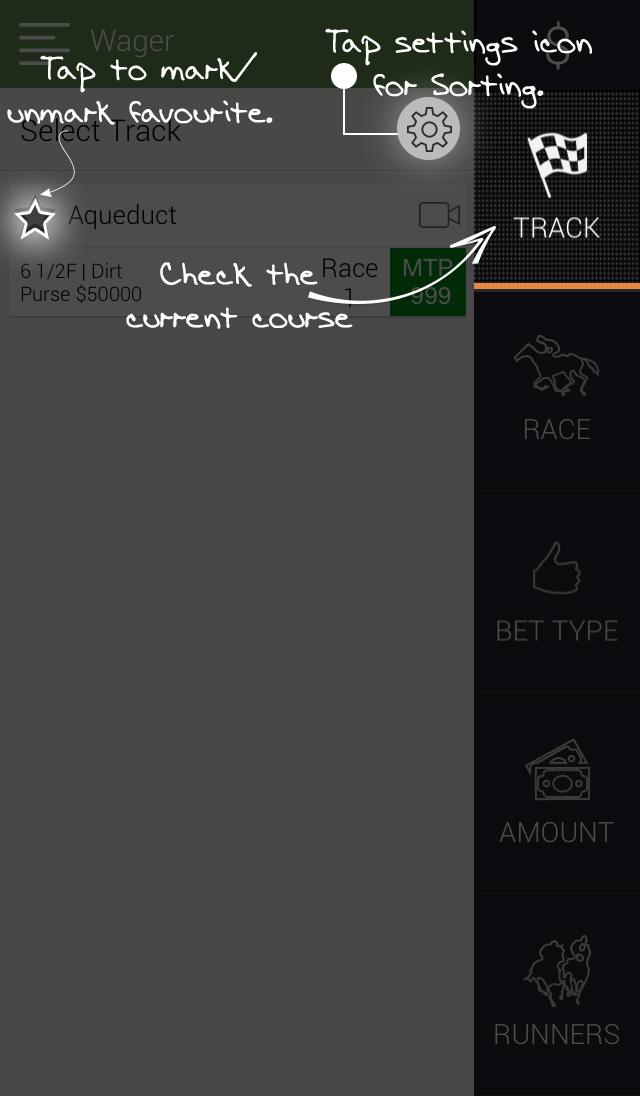 Wager
Tap settings icon
for Sorting.
Tap to mark/
unmark favourite.
Select Track
TRACK
Aqueduct
6 1/2F | Dirt
Purse $50000
Race
1
MTP
999
Check the
current course
RACE
BET TYPE
AMOUNT
RUNNERS